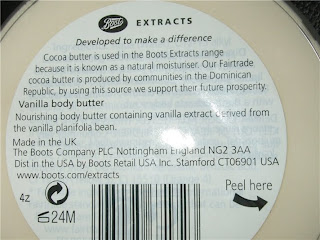 Boots EXTRACTS
Developed to make a difference
Cocoa butter is used in the Boots Extracts range
because it is known as a natural moisturiser. Our Fairtrade
cocoa butter is produced by communities in the Dominican
Republic, by using this source we support their future prosperity.
Vanilla body butter
Nourishing body butter containing vanilla extract derived from
the vanilla planifolia bean.
Made in the UK
The Boots Company PLC Nottingham England NG2 3AA
Dist in the USA by Boots Retail USA Inc. Stamford CT06901 USA
www.boots.com/extracts
Peel here
4z
24M